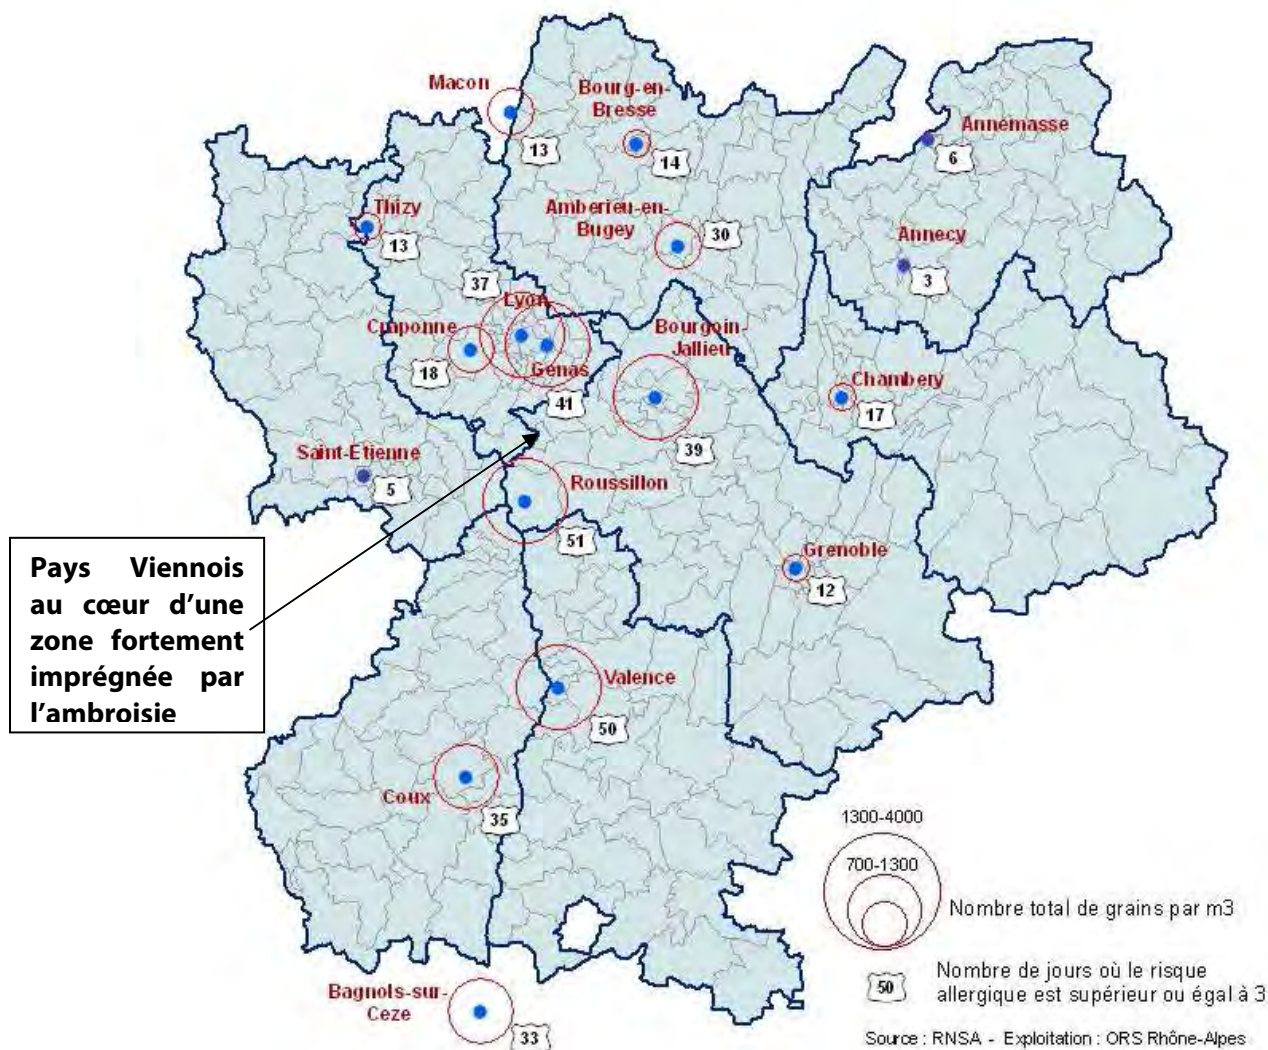 Macon
13
Bourg-en-
Bresse
14
Annemasse
6
Thizy
13
Amberieu-en-
Bugey
30
Annecy
3
37
Lyon
Craponne
18
Genas
41
Bourgoin-
Jallieu
39
Chambery
17
Saint-Etienne
5
Roussillon
51
Grenoble
12
Pays Viennois
au cœur d’une
zone fortement
imprégnée par
l’ambroisie
Valence
50
Coux
35
Bagnols-sur-
Ceze
33
1300-4000
700-1300
Nombre total de grains par m3
50
Nombre de jours où le risque
allergique est supérieur ou égal à 3
Source : RNSA - Exploitation : ORS Rhône-Alpes